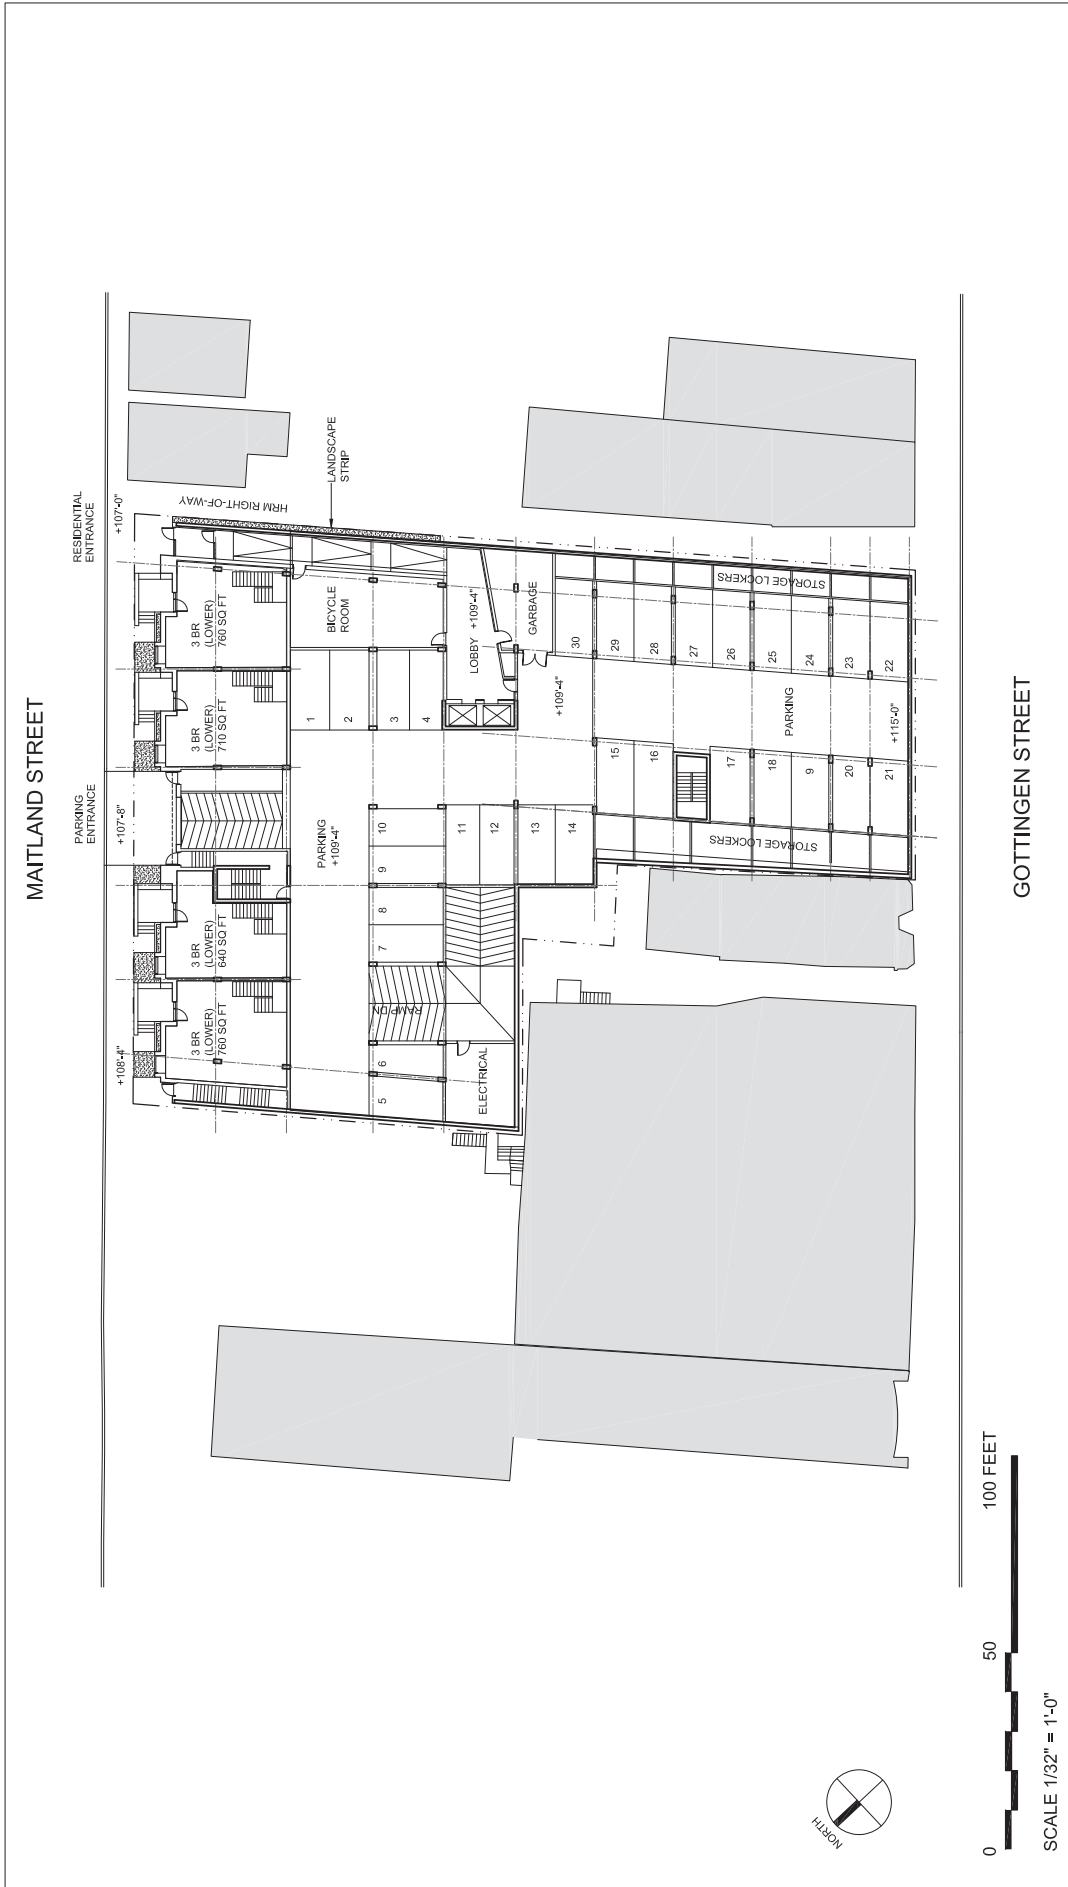 MAITLAND STREET
+108'-4"
PARKING
ENTRANCE
+107'-8"
RESIDENTIAL
ENTRANCE
+107'-0"
3 BR
(LOWER)
760 SQ FT
3 BR
(LOWER)
640 SQ FT
3 BR
(LOWER)
710 SQ FT
3 BR
(LOWER)
760 SQ FT
HRM RIGHT-OF-WAY
LANDSCAPE
STRIP
PARKING
+109'-4"
1
2
3
4
BICYCLE
ROOM
5
6
RAMP DN
7
8
9
10
ELECTRICAL
11
12
13
14
LOBBY +109'-4"
GARBAGE
+109'-4"
15
16
17
18
9
20
21
30
29
28
27
26
25
24
23
22
STORAGE LOCKERS
STORAGE LOCKERS
PARKING
+115'-0"
GOTTINGEN STREET
NORTH
0
50
100 FEET
SCALE 1/32" = 1'-0"